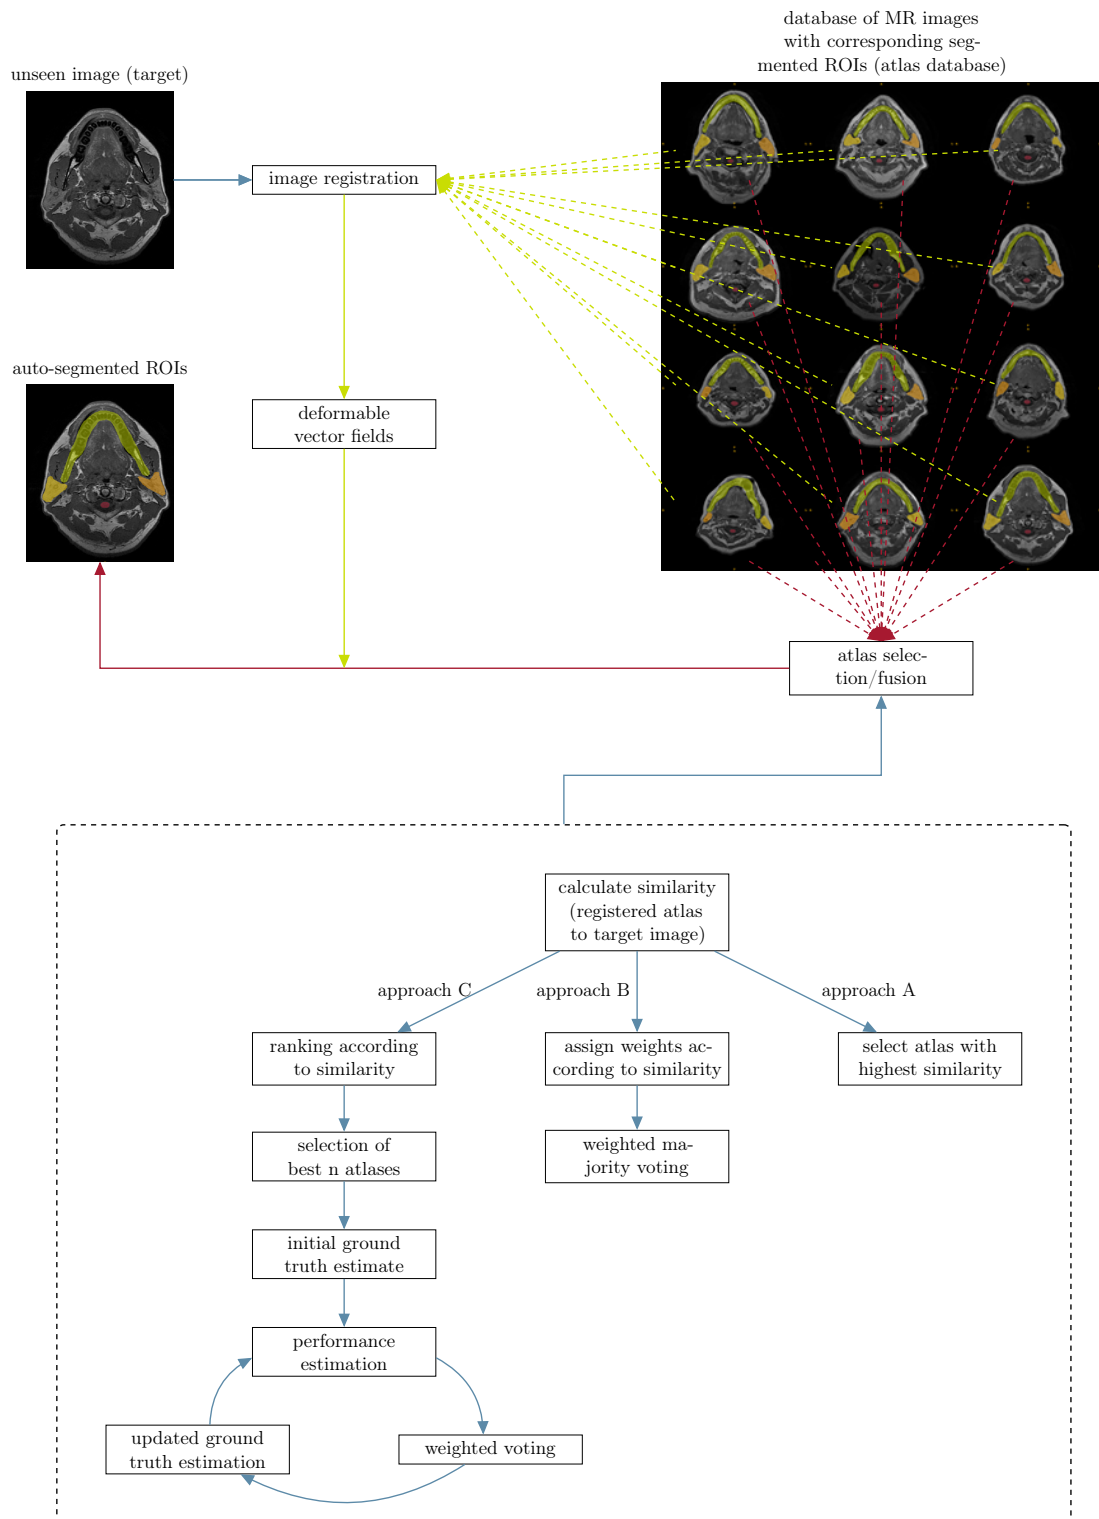 database of MR images
with corresponding seg-
mented ROIs (atlas database)
unseen image (target)
image registration
auto-segmented ROIs
deformable
vector fields
atlas selec-
tion/fusion
calculate similarity
(registered atlas
to target image)
approach C
approach B
approach A
ranking according
to similarity
assign weights ac-
cording to similarity
select atlas with
highest similarity
selection of
best n atlases
weighted ma-
jority voting
initial ground
truth estimate
performance
estimation
updated ground
truth estimation
weighted voting